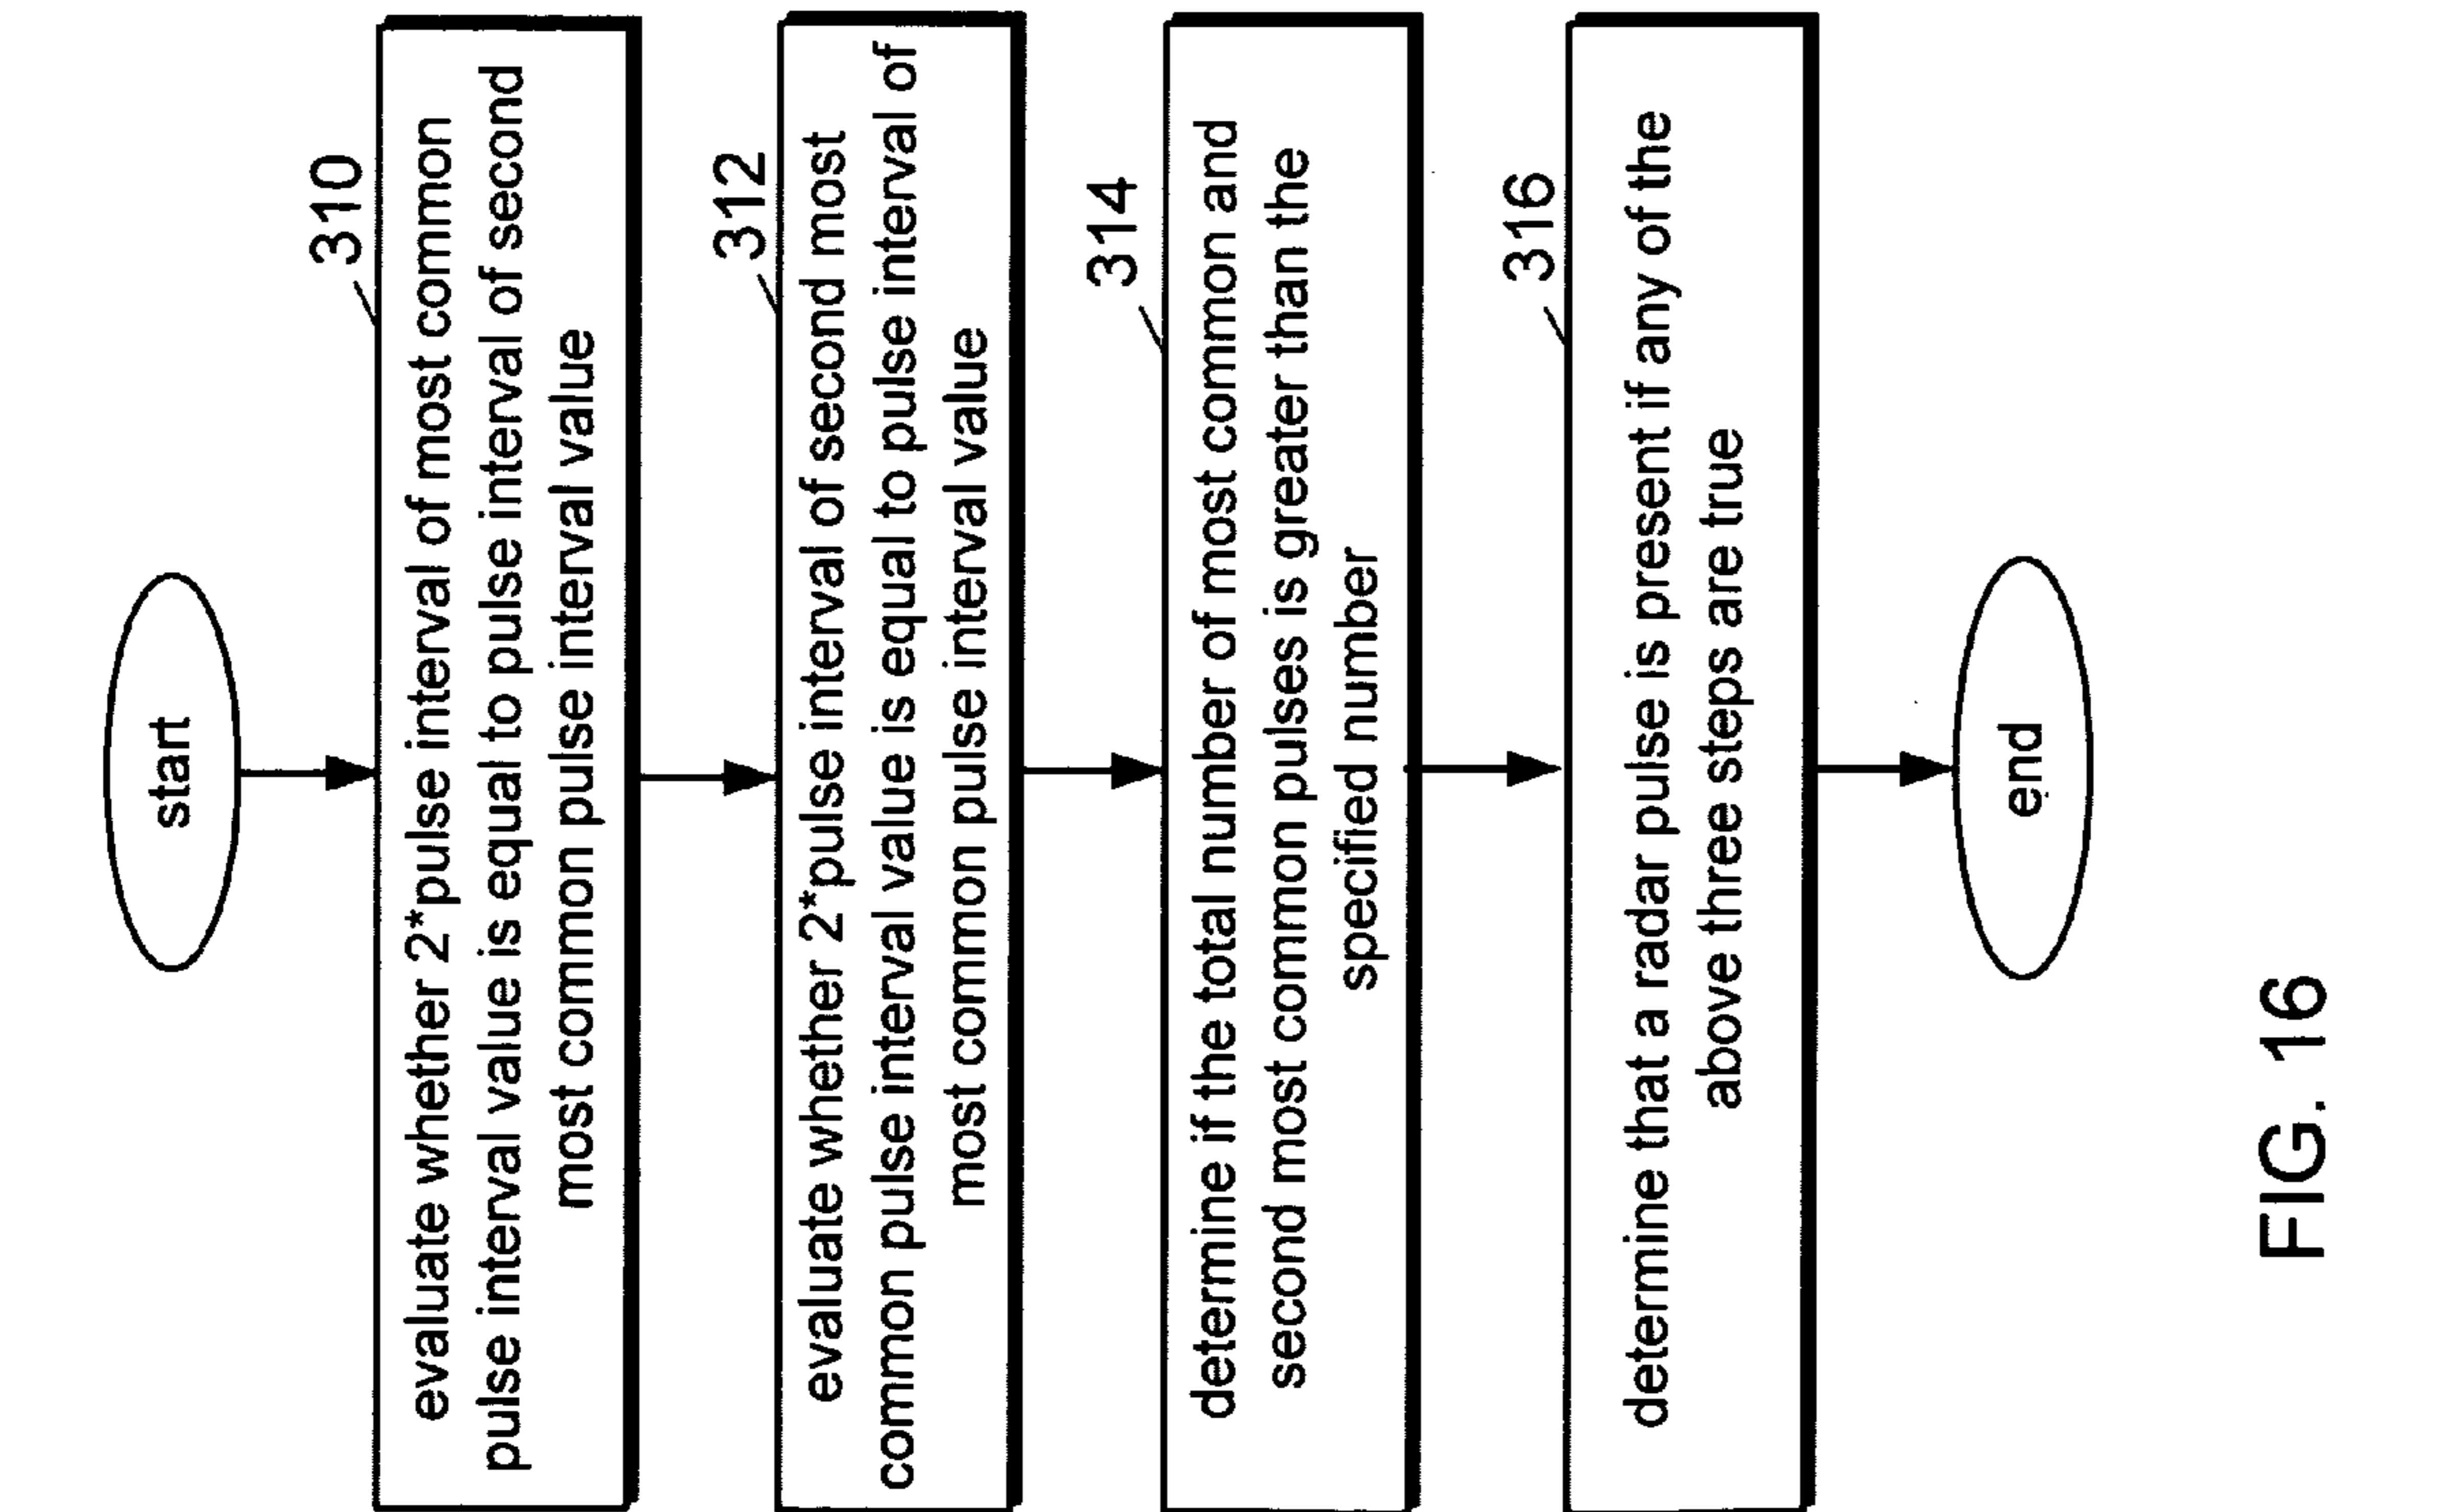 start
310
evaluate whether 2*pulse interval of most common
pulse interval value is equal to pulse interval of second
most common pulse interval value
312
evaluate whether 2*pulse interval of second most
common pulse interval value is equal to pulse interval of
most common pulse interval value
314
determine if the total number of most common and
second most common pulses is greater than the
specified number
316
determine that a radar pulse is present if any of the
above three steps are true
end
FIG. 16